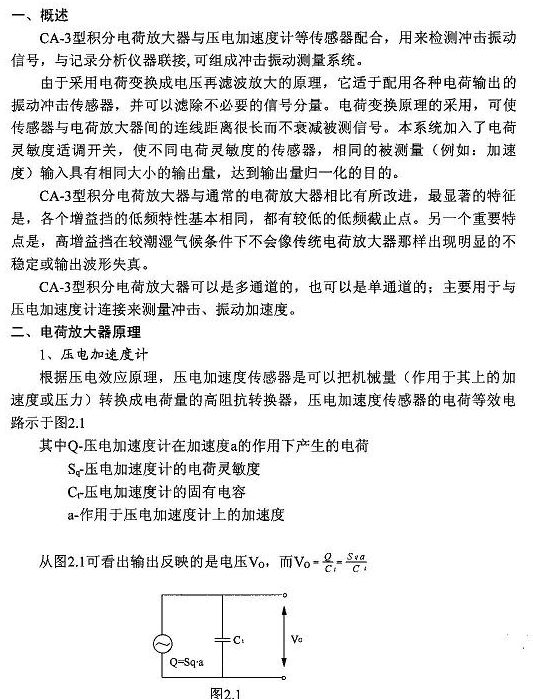 一、概述
CA-3型积分电荷放大器与压电加速度计等传感器配合，用来检测冲击振动
信号，与记录分析仪器联接,可组成冲击振动测量系统。
由于采用电荷变换成电压再滤波放大的原理，它适于配用各种电荷输出的
振动冲击传感器，并可以滤除不必要的信号分量。电荷变换原理的采用，可使
传感器与电荷放大器间的连线距离很长而不衰减被测信号。本系统加入了电荷
灵敏度适调开关，使不同电荷灵敏度的传感器，相同的被测量（例如：加速
度）输入具有相同大小的输出量，达到输出量归一化的目的。
CA-3型积分电荷放大器与通常的电荷放大器相比有所改进，最显著的特征
是，各个增益挡的低频特性基本相同，都有较低的低频截止点。另一个重要特
点是，高增益挡在较潮湿气候条件下不会像传统电荷放大器那样出现明显的不
稳定或输出波形失真。
CA-3型积分电荷放大器可以是多通道的，也可以是单通道的；主要用于与
压电加速度计连接来测量冲击、振动加速度。
二、电荷放大器原理
1、压电加速度计
根据压电效应原理，压电加速度传感器是可以把机械量（作用于其上的加
速度或压力）转换成电荷量的高阻抗转换器，压电加速度传感器的电荷等效电
路示于图2.1
其中Q-压电加速度计在加速度a的作用下产生的电荷
Sq-压电加速度计的电荷灵敏度
Ct-压电加速度计的固有电容
a-作用于压电加速度计上的加速度
从图2.1可看出输出反映的是电压Vo，而Vo=Q/Ct=Sqa/Ct
Ct
Vo
Q=Sq·a
图2.1